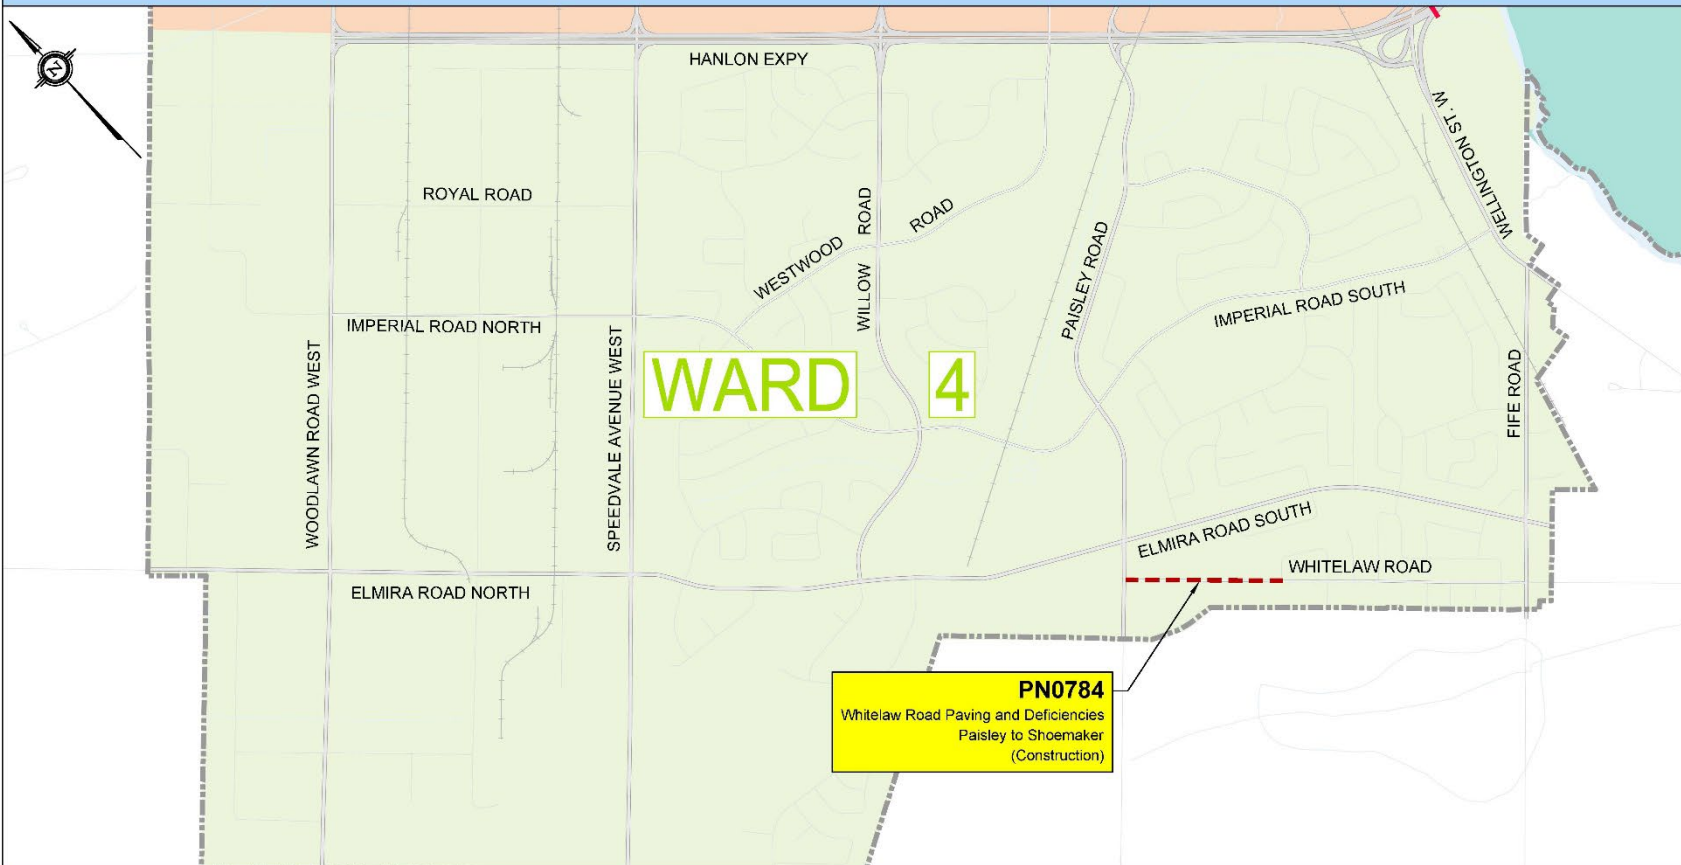 N
HANLON EXPY
WELLINGTON ST. W
ROYAL ROAD
WESTWOOD ROAD
WILLOW ROAD
PAISLEY ROAD
IMPERIAL ROAD NORTH
IMPERIAL ROAD SOUTH
WOODLAWN ROAD WEST
SPEEDVALE AVENUE WEST
WARD 4
FIFE ROAD
ELMIRA ROAD SOUTH
WHITELAW ROAD
ELMIRA ROAD NORTH
PN0784
Whitelaw Road Paving and Deficiencies
Paisley to Shoemaker
(Construction)